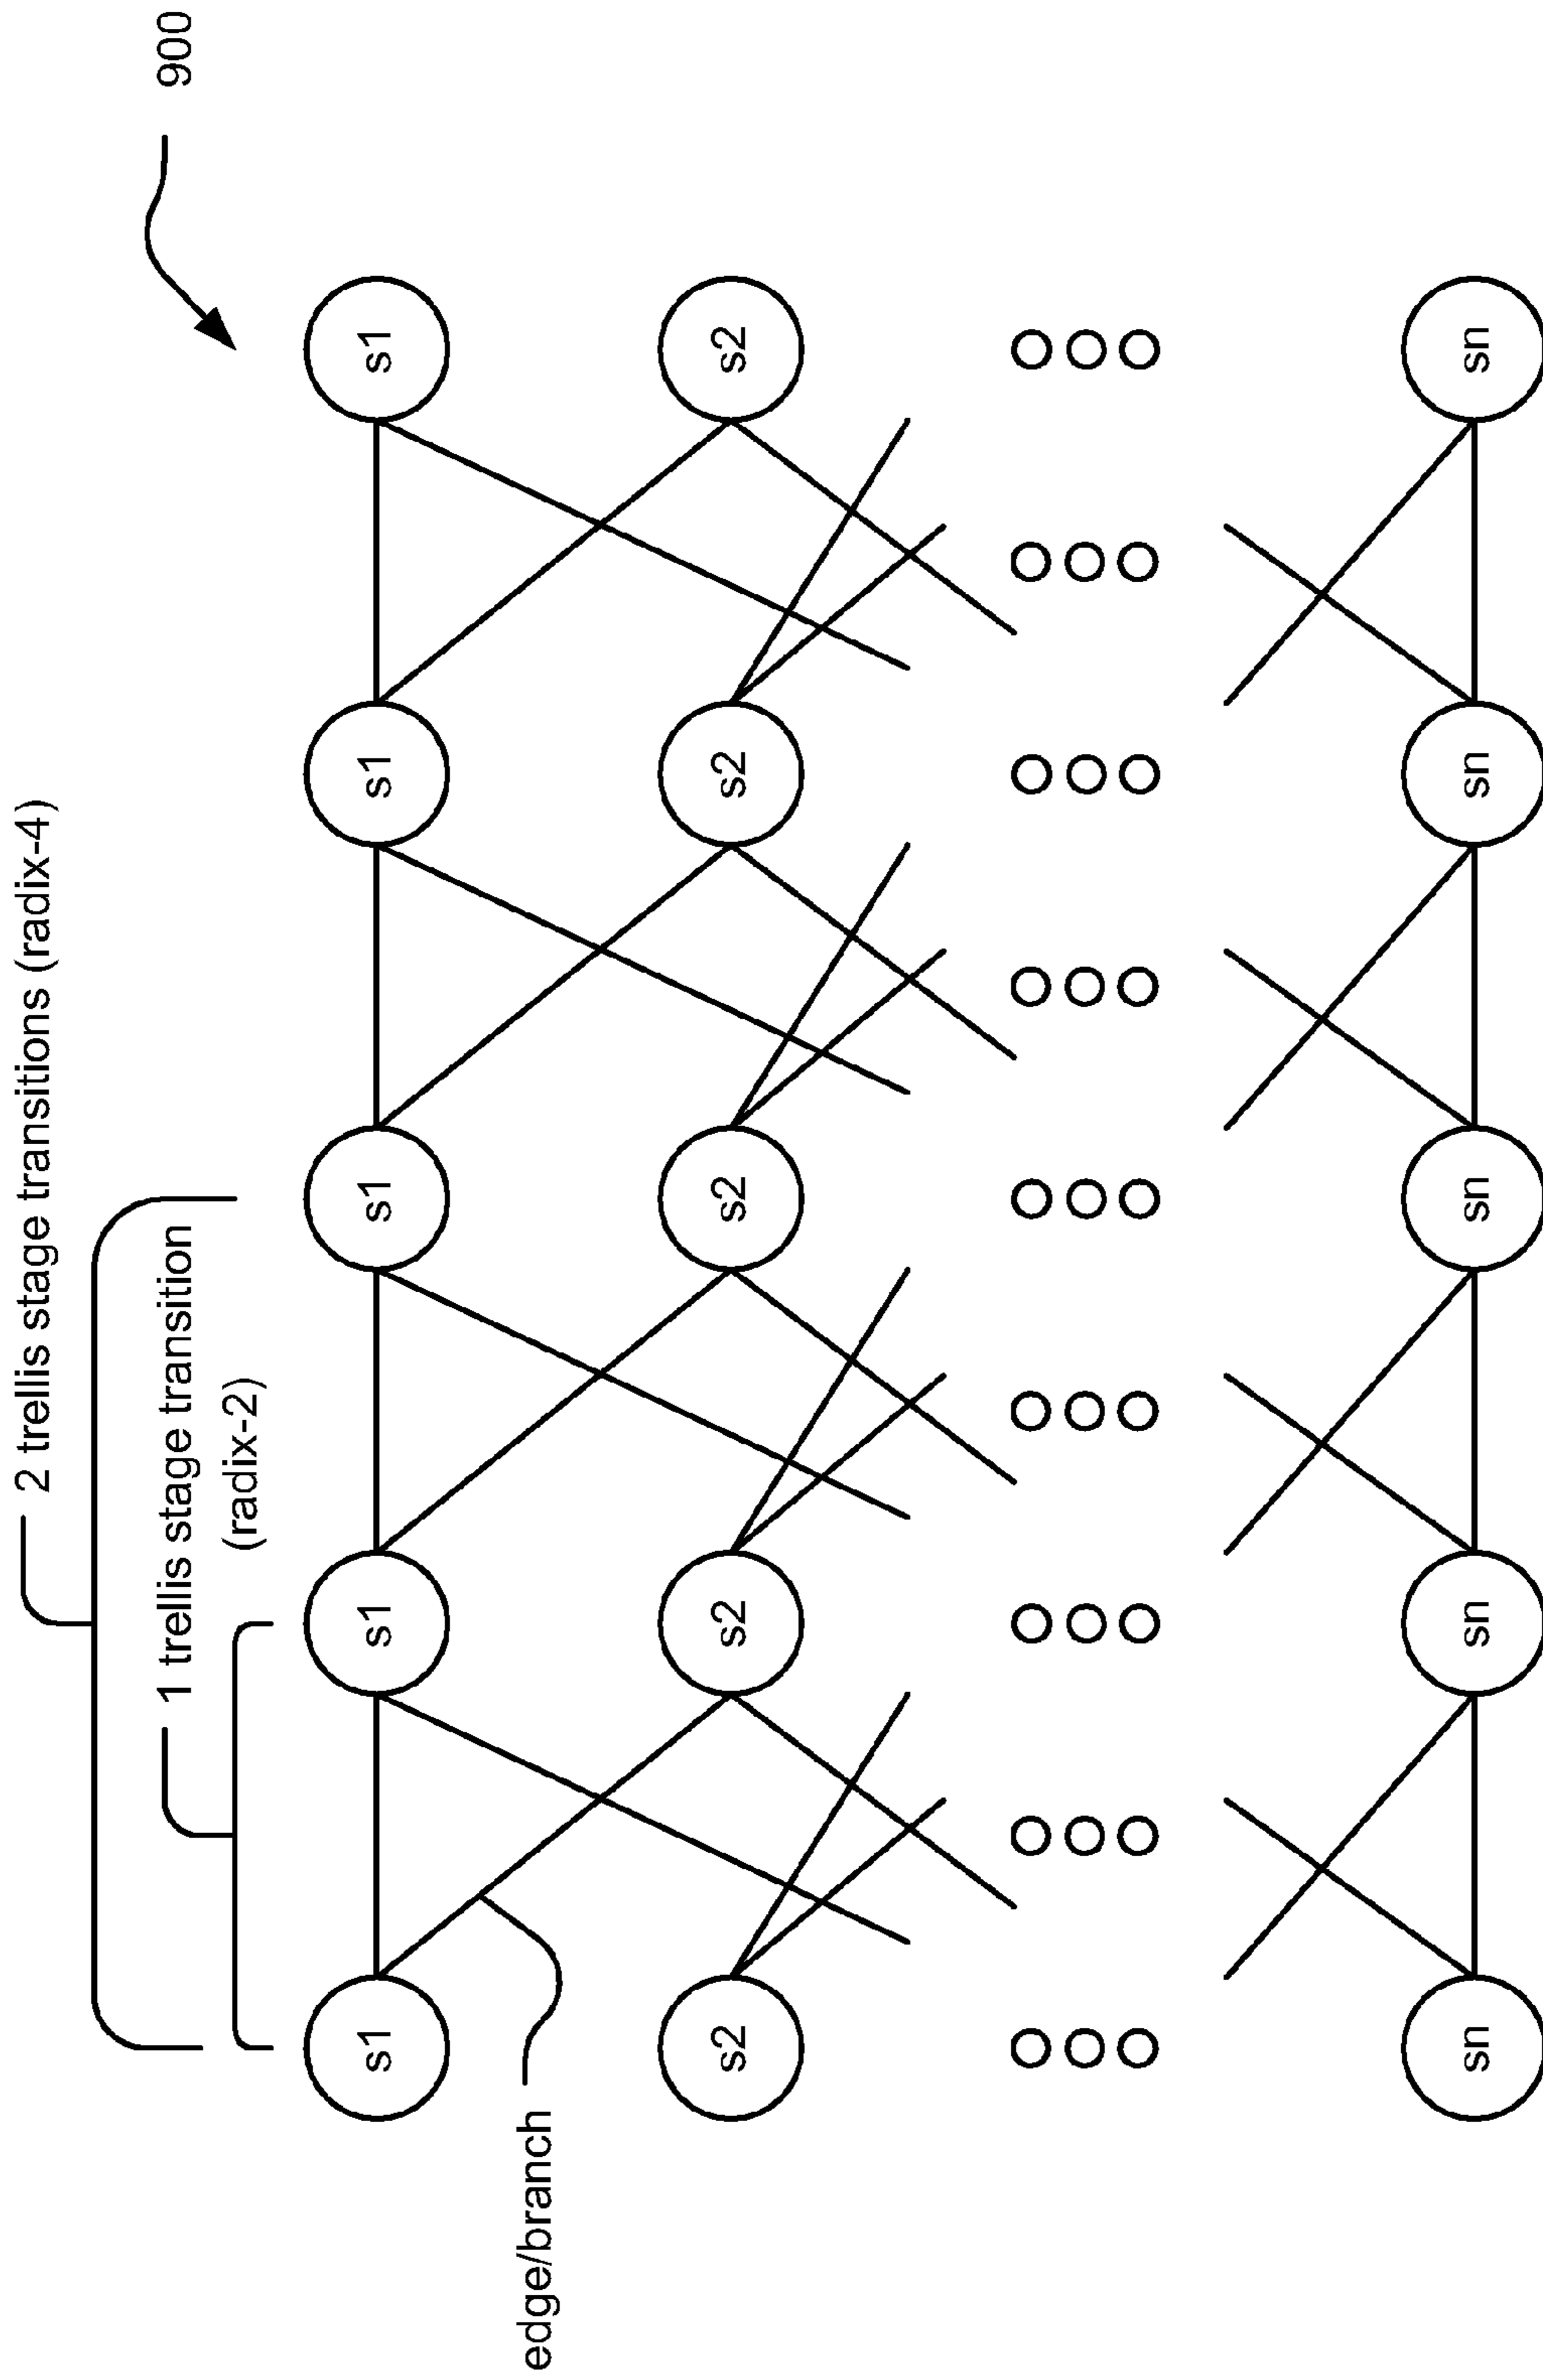 2 trellis stage transitions (radix-4)
1 trellis stage transition
(radix-2)
900
s1 s1 s1 s1 s1
edge/branch
s2 s2 s2 s2 s2
sn sn sn sn sn